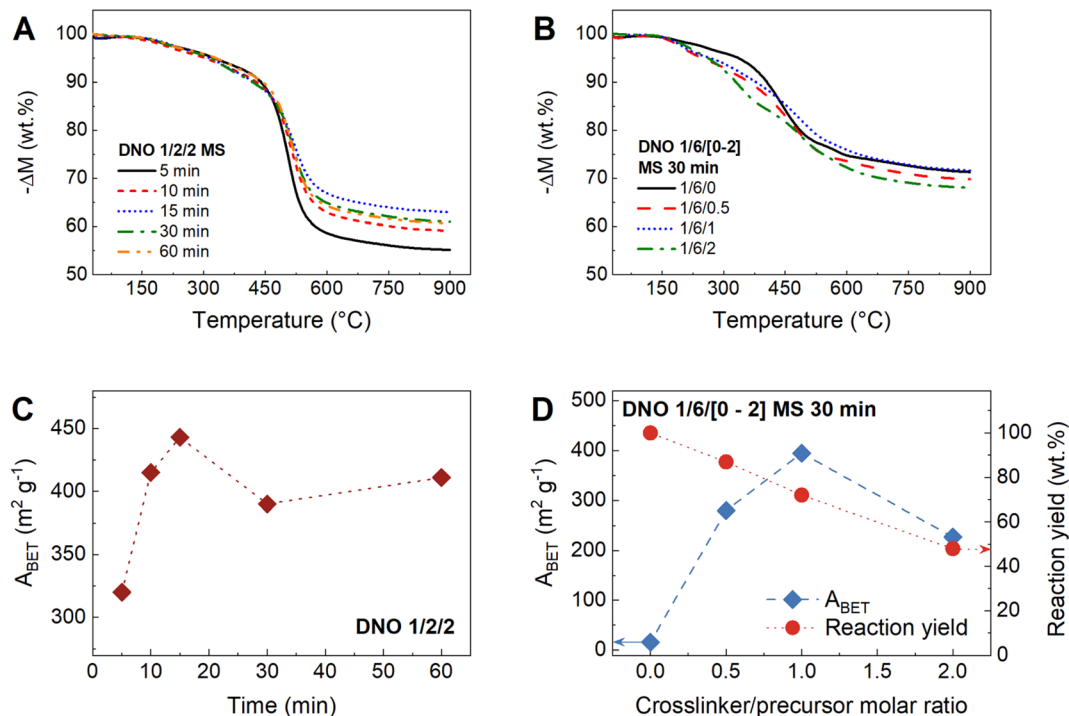 A
100
90
80
70
60
50
-ΔM (wt.%)
DNO 1/2/2 MS
5 min
10 min
15 min
30 min
60 min
150 300 450 600 750 900
Temperature (°C)
B
100
90
80
70
60
50
-ΔM (wt.%)
DNO 1/6/[0-2]
MS 30 min
1/6/0
1/6/0.5
1/6/1
1/6/2
150 300 450 600 750 900
Temperature (°C)
C
450
400
350
300
A_BET (m² g⁻¹)
DNO 1/2/2
0 10 20 30 40 50 60
Time (min)
D
DNO 1/6/[0 - 2] MS 30 min
500
400
300
200
100
0
A_BET (m² g⁻¹)
A_BET
Reaction yield
100
80
60
40
20
0
Reaction yield (wt.%)
0.0 0.5 1.0 1.5 2.0
Crosslinker/precursor molar ratio